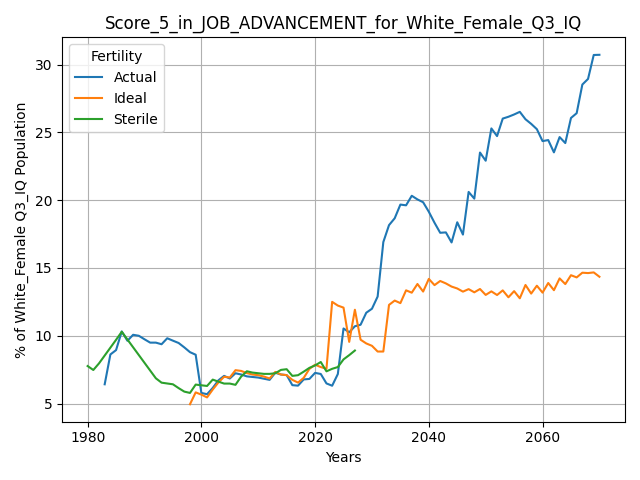 Score_5_in_JOB_ADVANCEMENT_for_White_Female_Q3_IQ
Fertility
Actual
Ideal
Sterile
% of White_Female Q3_IQ Population
30
25
20
15
10
5
1980
2000
2020
2040
2060
Years